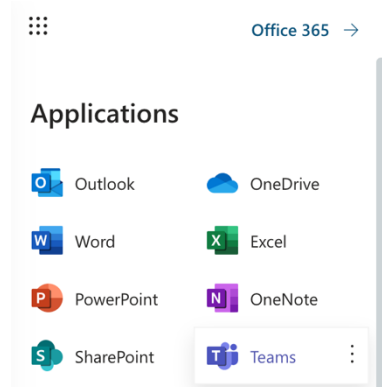 Office 365 →
Applications
Outlook OneDrive
Word Excel
PowerPoint OneNote
SharePoint Teams